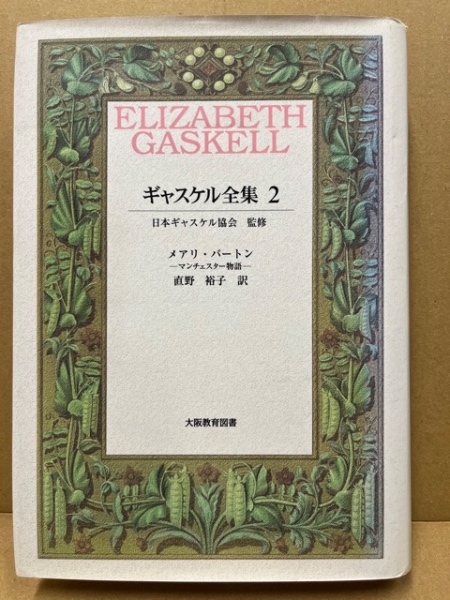 ELIZABETH
GASKELL
ギャスケル全集 2
日本ギャスケル協会 監修
メアリ・バートン
―マンチェスター物語―
直野 裕子 訳
大阪教育図書